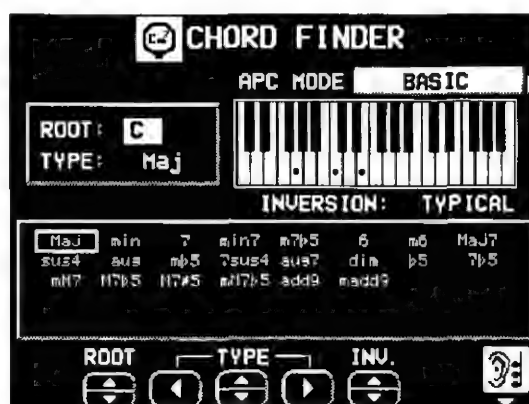 CHORD FINDER
APC MODE BASIC
ROOT: C
TYPE: Maj
INVERSION: TYPICAL
Maj min 7 min7 m7♭5 6 m6 Maj7
sus4 aug m♭5 7sus4 aug7 dim ♭5 7♭5
mM7 M7♭5 M7#5 mM7♭5 add9 madd9
ROOT TYPE INV.